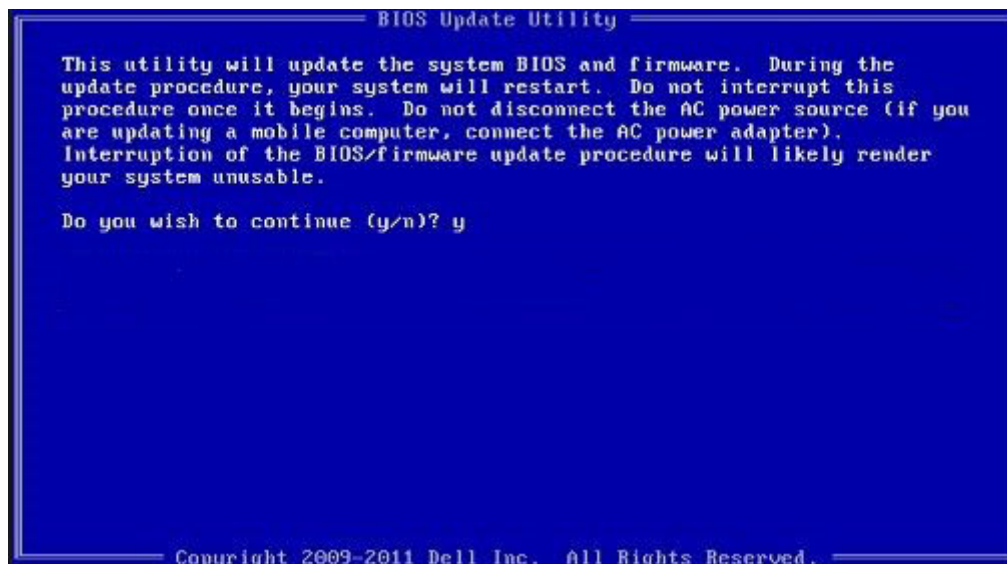 BIOS Update Utility
This utility will update the system BIOS and firmware.  During the
update procedure, your system will restart.  Do not interrupt this
procedure once it begins.  Do not disconnect the AC power source (if you
are updating a mobile computer, connect the AC power adapter).
Interruption of the BIOS/firmware update procedure will likely render
your system unusable.
Do you wish to continue (y/n)? y
Copyright 2009-2011 Dell Inc.  All Rights Reserved.